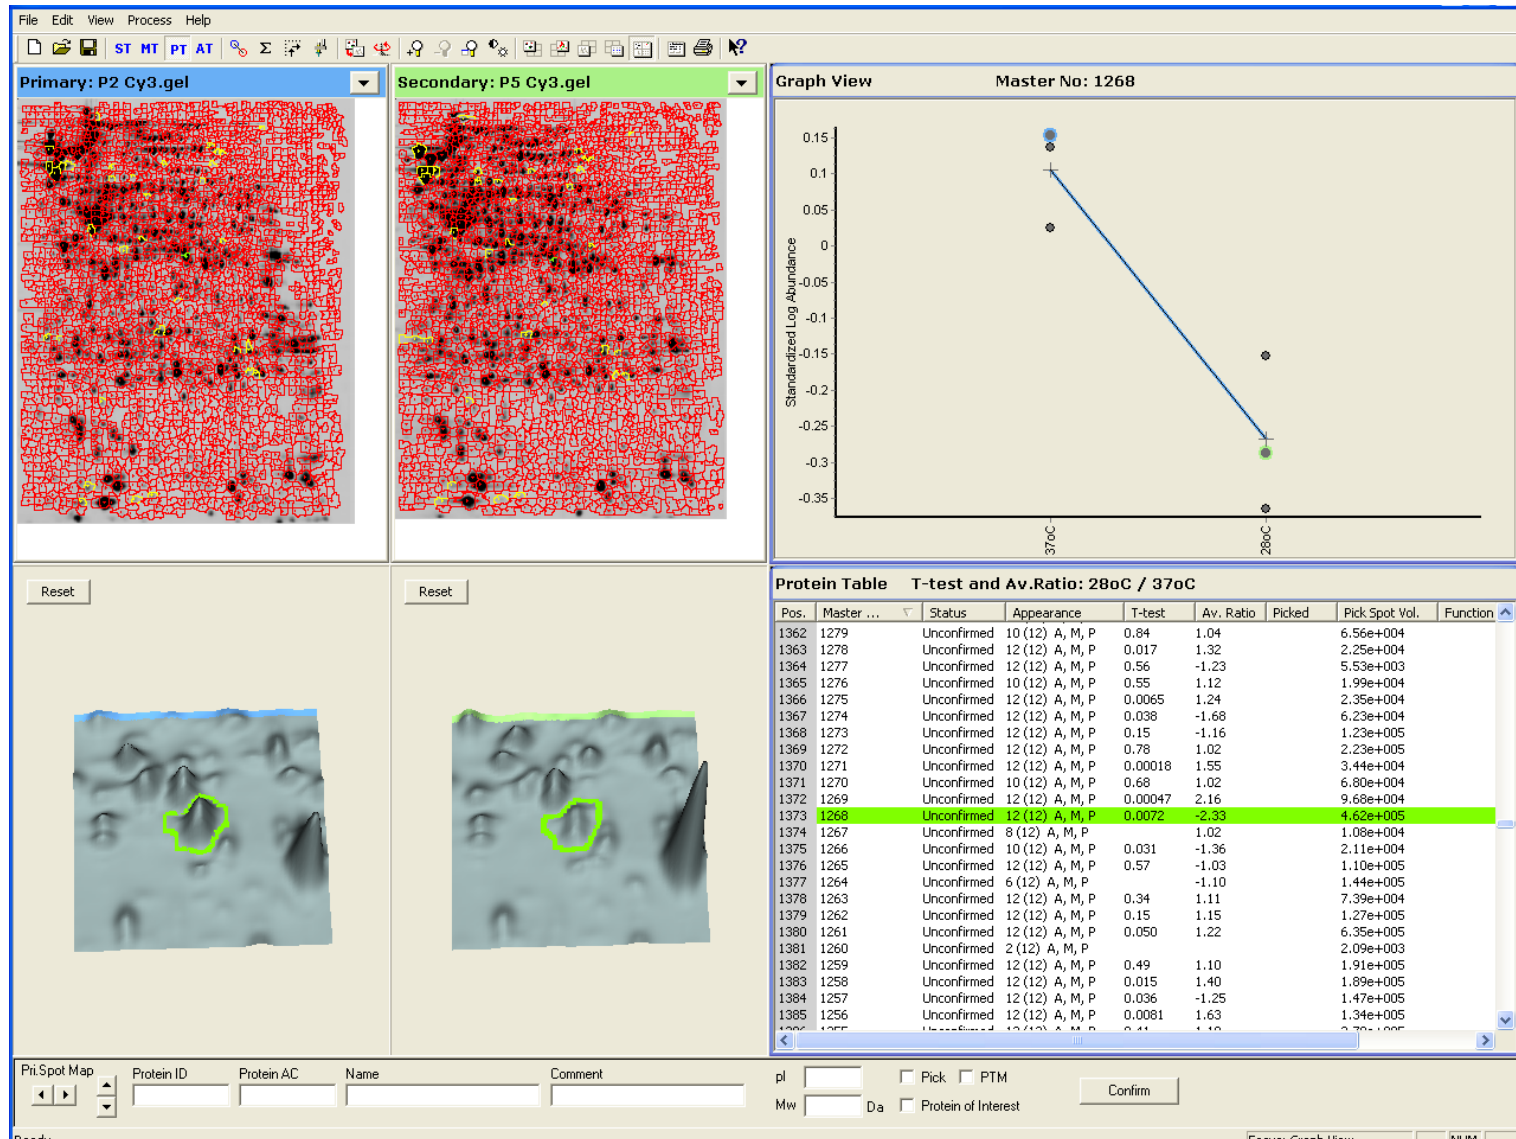 File Edit View Process Help
ST MT PT AT Σ
Primary: P2 Cy3.gel
Secondary: P5 Cy3.gel
Graph View Master No: 1268
0.15
0.1
0.05
0
-0.05
-0.1
-0.15
-0.2
-0.25
-0.3
-0.35
Standardized Log Abundance
37oC
28oC
Reset
Reset
Protein Table T-test and Av.Ratio: 28oC / 37oC
Pos. Master ... Status Appearance T-test Av. Ratio Picked Pick Spot Vol. Function
1362 1279 Unconfirmed 10 (12) A, M, P 0.84 1.04 6.56e+004
1363 1278 Unconfirmed 12 (12) A, M, P 0.017 1.32 2.25e+004
1364 1277 Unconfirmed 12 (12) A, M, P 0.56 -1.23 5.53e+003
1365 1276 Unconfirmed 10 (12) A, M, P 0.55 1.12 1.99e+004
1366 1275 Unconfirmed 12 (12) A, M, P 0.0065 1.24 2.35e+004
1367 1274 Unconfirmed 12 (12) A, M, P 0.038 -1.68 6.23e+004
1368 1273 Unconfirmed 12 (12) A, M, P 0.15 -1.16 1.23e+005
1369 1272 Unconfirmed 12 (12) A, M, P 0.78 1.02 2.23e+005
1370 1271 Unconfirmed 12 (12) A, M, P 0.00018 1.55 3.44e+004
1371 1270 Unconfirmed 10 (12) A, M, P 0.68 1.02 6.80e+004
1372 1269 Unconfirmed 12 (12) A, M, P 0.00047 2.16 9.68e+004
1373 1268 Unconfirmed 12 (12) A, M, P 0.0072 -2.33 4.62e+005
1374 1267 Unconfirmed 8 (12) A, M, P 1.02 1.08e+004
1375 1266 Unconfirmed 10 (12) A, M, P 0.031 -1.36 2.11e+004
1376 1265 Unconfirmed 12 (12) A, M, P 0.57 -1.03 1.10e+005
1377 1264 Unconfirmed 6 (12) A, M, P -1.10 1.44e+005
1378 1263 Unconfirmed 12 (12) A, M, P 0.34 1.11 7.39e+004
1379 1262 Unconfirmed 12 (12) A, M, P 0.15 1.15 1.27e+005
1380 1261 Unconfirmed 12 (12) A, M, P 0.050 1.22 6.35e+005
1381 1260 Unconfirmed 2 (12) A, M, P 2.09e+003
1382 1259 Unconfirmed 12 (12) A, M, P 0.49 1.10 1.91e+005
1383 1258 Unconfirmed 12 (12) A, M, P 0.015 1.40 1.89e+005
1384 1257 Unconfirmed 12 (12) A, M, P 0.036 -1.25 1.47e+005
1385 1256 Unconfirmed 12 (12) A, M, P 0.0081 1.63 1.34e+005
Pri.Spot Map Protein ID Protein AC Name Comment
pI Pick PTM Confirm
Mw Da Protein of Interest